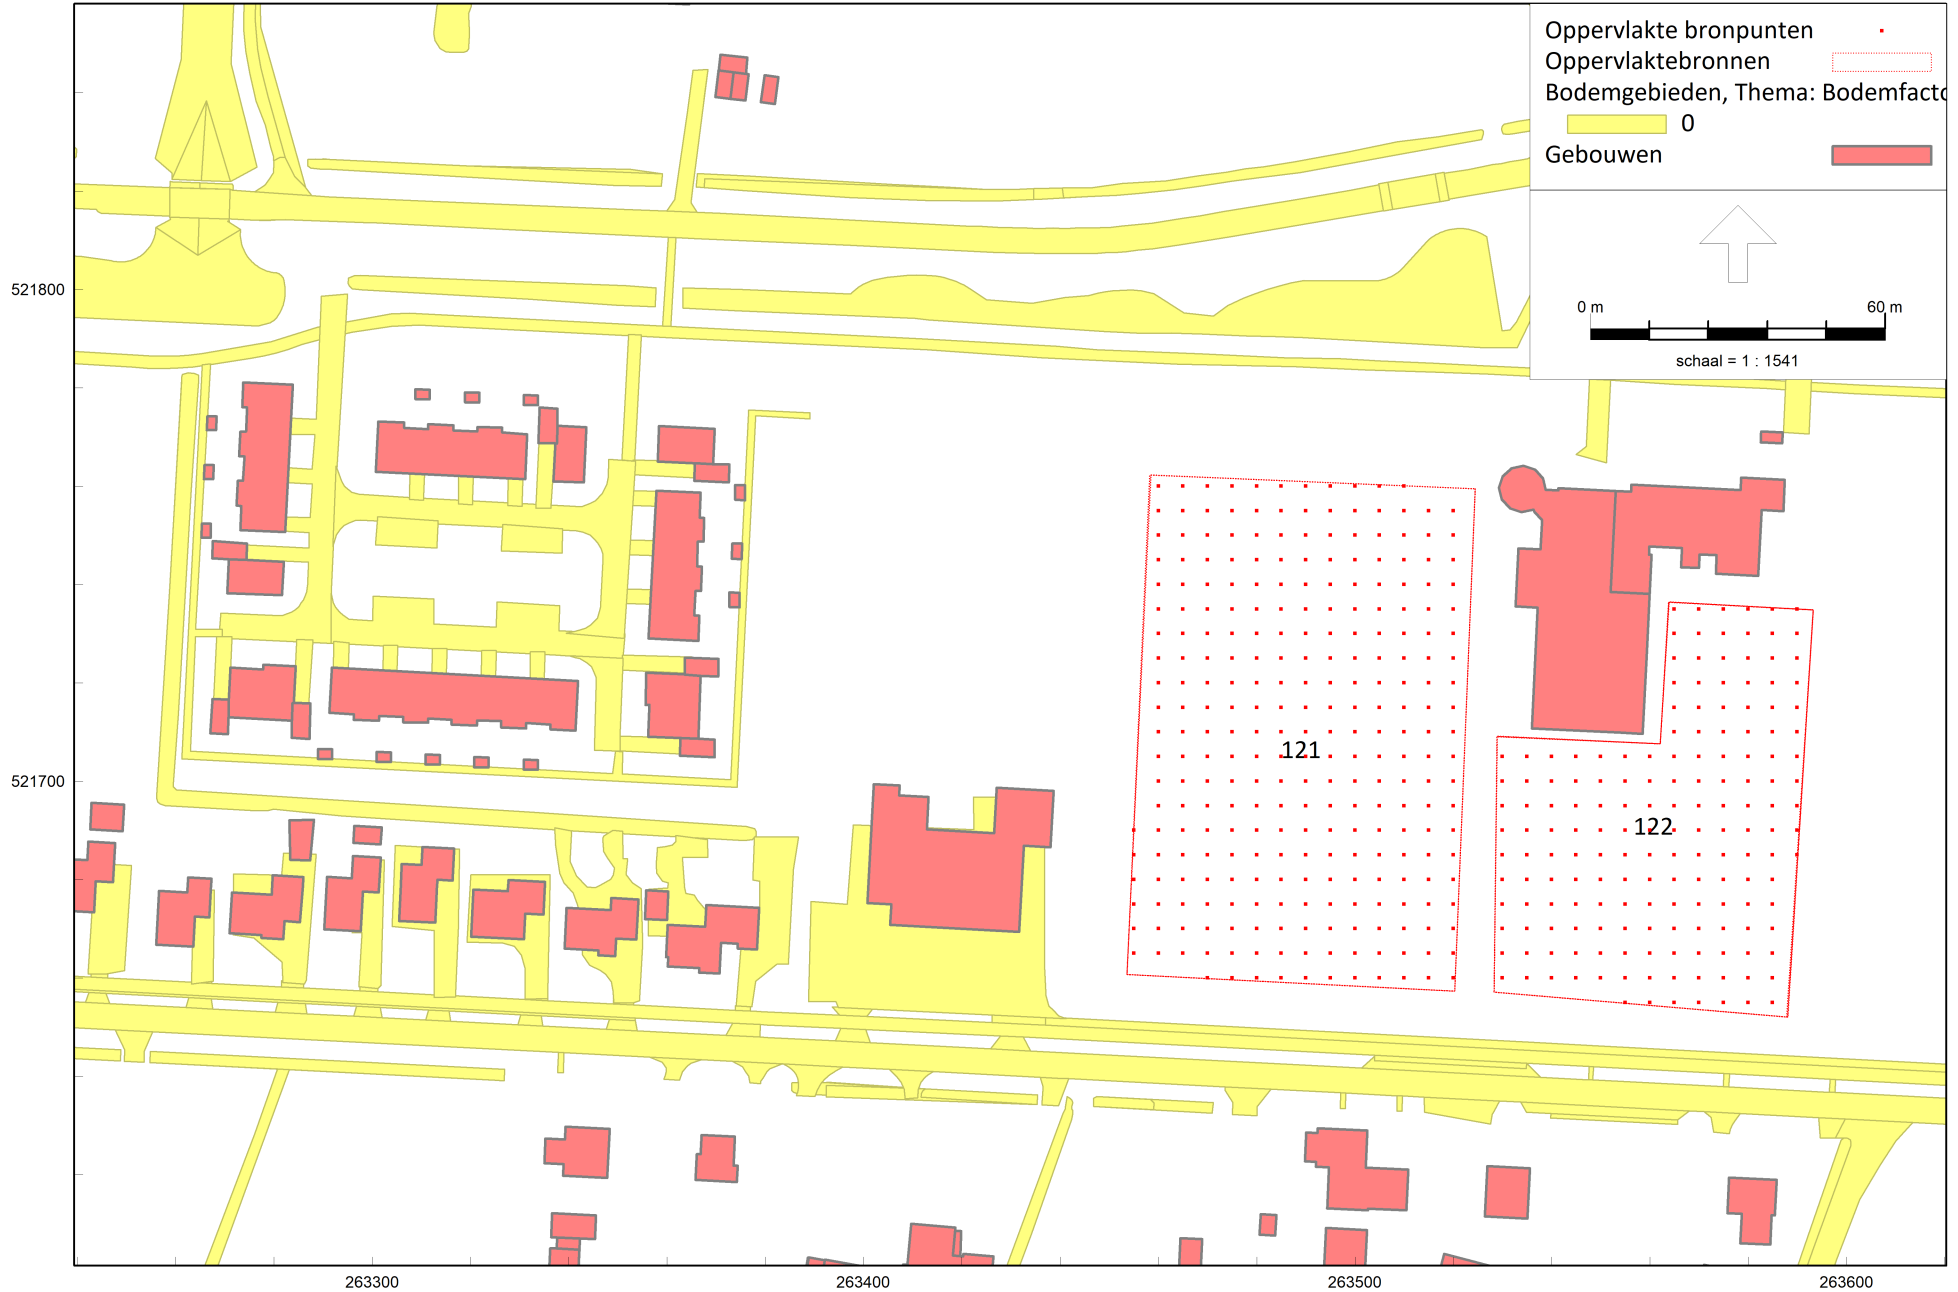 Oppervlakte bronpunten
Oppervlaktebronnen
Bodemgebieden, Thema: Bodemfacto
0
Gebouwen
0 m 60 m
schaal = 1 : 1541
521800
521700
121
122
263300 263400 263500 263600